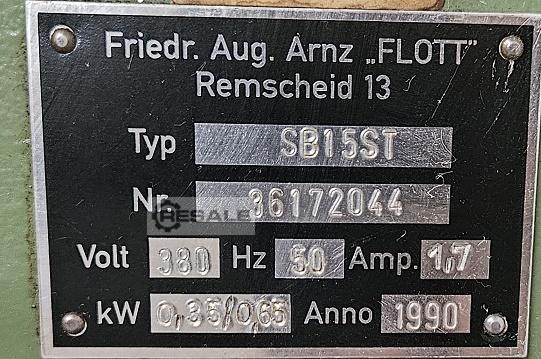 Friedr. Aug. Arnz „FLOTT"
Remscheid 13
Typ SB15ST
Nr. 36172044
RESALE
Volt 380 Hz 50 Amp. 1,7
kW 0,35/0,65 Anno 1990